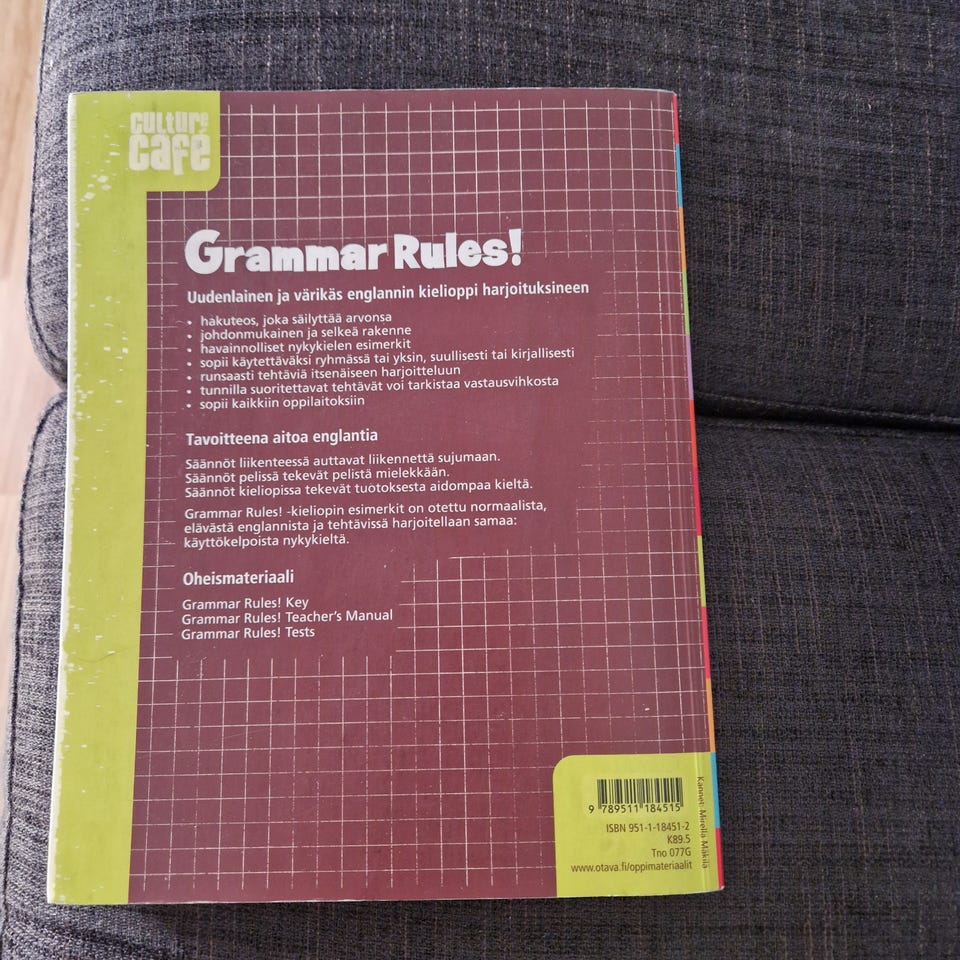 culture
café
Grammar Rules!
Uudenlainen ja värikäs englannin kielioppi harjoituksineen
• hakuteos, joka säilyttää arvonsa
• johdonmukainen ja selkeä rakenne
• havainnolliset nykykielen esimerkit
• sopii käytettäväksi ryhmässä tai yksin, suullisesti tai kirjallisesti
• runsaasti tehtäviä itsenäiseen harjoitteluun
• tunnilla suoritettavat tehtävät voi tarkistaa vastausvihkosta
• sopii kaikkiin oppilaitoksiin
Tavoitteena aitoa englantia
Säännöt liikenteessä auttavat liikennettä sujumaan.
Säännöt pelissä tekevät pelistä mielekkään.
Säännöt kieliopissa tekevät tuotoksesta aidompaa kieltä.
Grammar Rules! -kieliopin esimerkit on otettu normaalista,
elävästä englannista ja tehtävissä harjoitellaan samaa:
käyttökelpoista nykykieltä.
Oheismateriaali
Grammar Rules! Key
Grammar Rules! Teacher's Manual
Grammar Rules! Tests
9 789511 184515
ISBN 951-1-18451-2
K89.5
Tno 077G
www.otava.fi/oppimateriaalit
Kannet: Mirella Mäkilä